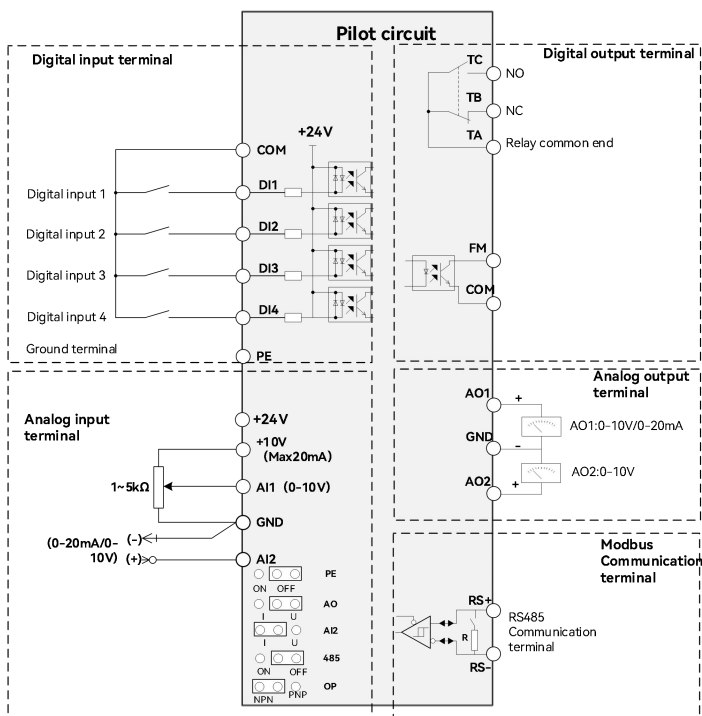 Pilot circuit
Digital input terminal
+24V
COM
Digital input 1
DI1
Digital input 2
DI2
Digital input 3
DI3
Digital input 4
DI4
Ground terminal
PE
Digital output terminal
TC
NO
TB
NC
TA
Relay common end
FM
COM
Analog input
terminal
+24V
+10V
(Max20mA)
1~5kΩ
AI1 (0-10V)
GND
(0-20mA/0-
10V)
(-)
(+)
AI2
PE
ON OFF
AO
I U
AI2
I U
485
ON OFF
OP
NPN PNP
Analog output
terminal
AO1
+
AO1:0-10V/0-20mA
GND
-
AO2:0-10V
AO2
+
Modbus
Communication
terminal
RS+
RS485
Communication
terminal
R
RS-